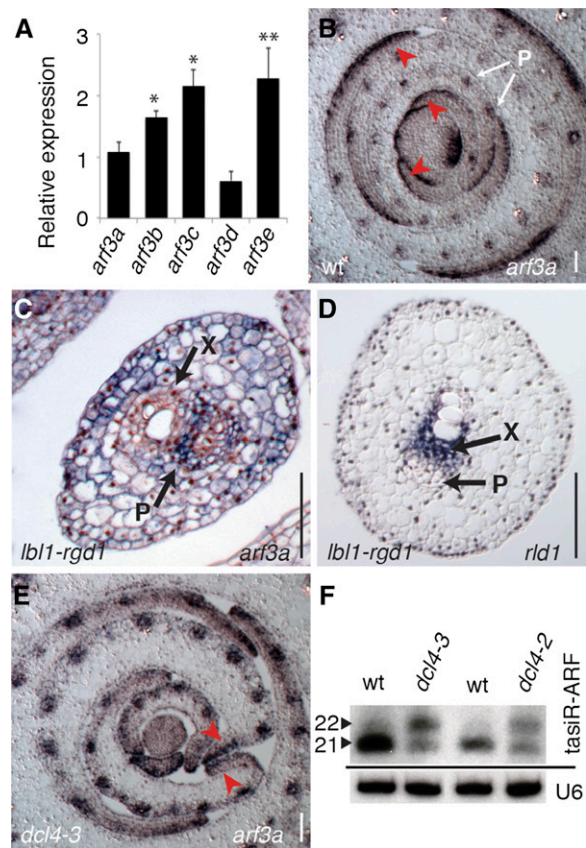 A
Relative expression
3
2
1
0
*
*
**
arf3a
arf3b
arf3c
arf3d
arf3e
B
P
wt
arf3a
C
X
P
lbl1-rgd1
arf3a
D
X
P
lbl1-rgd1
rld1
E
dcl4-3
arf3a
F
wt
dcl4-3
wt
dcl4-2
22
21
tasiR-ARF
U6